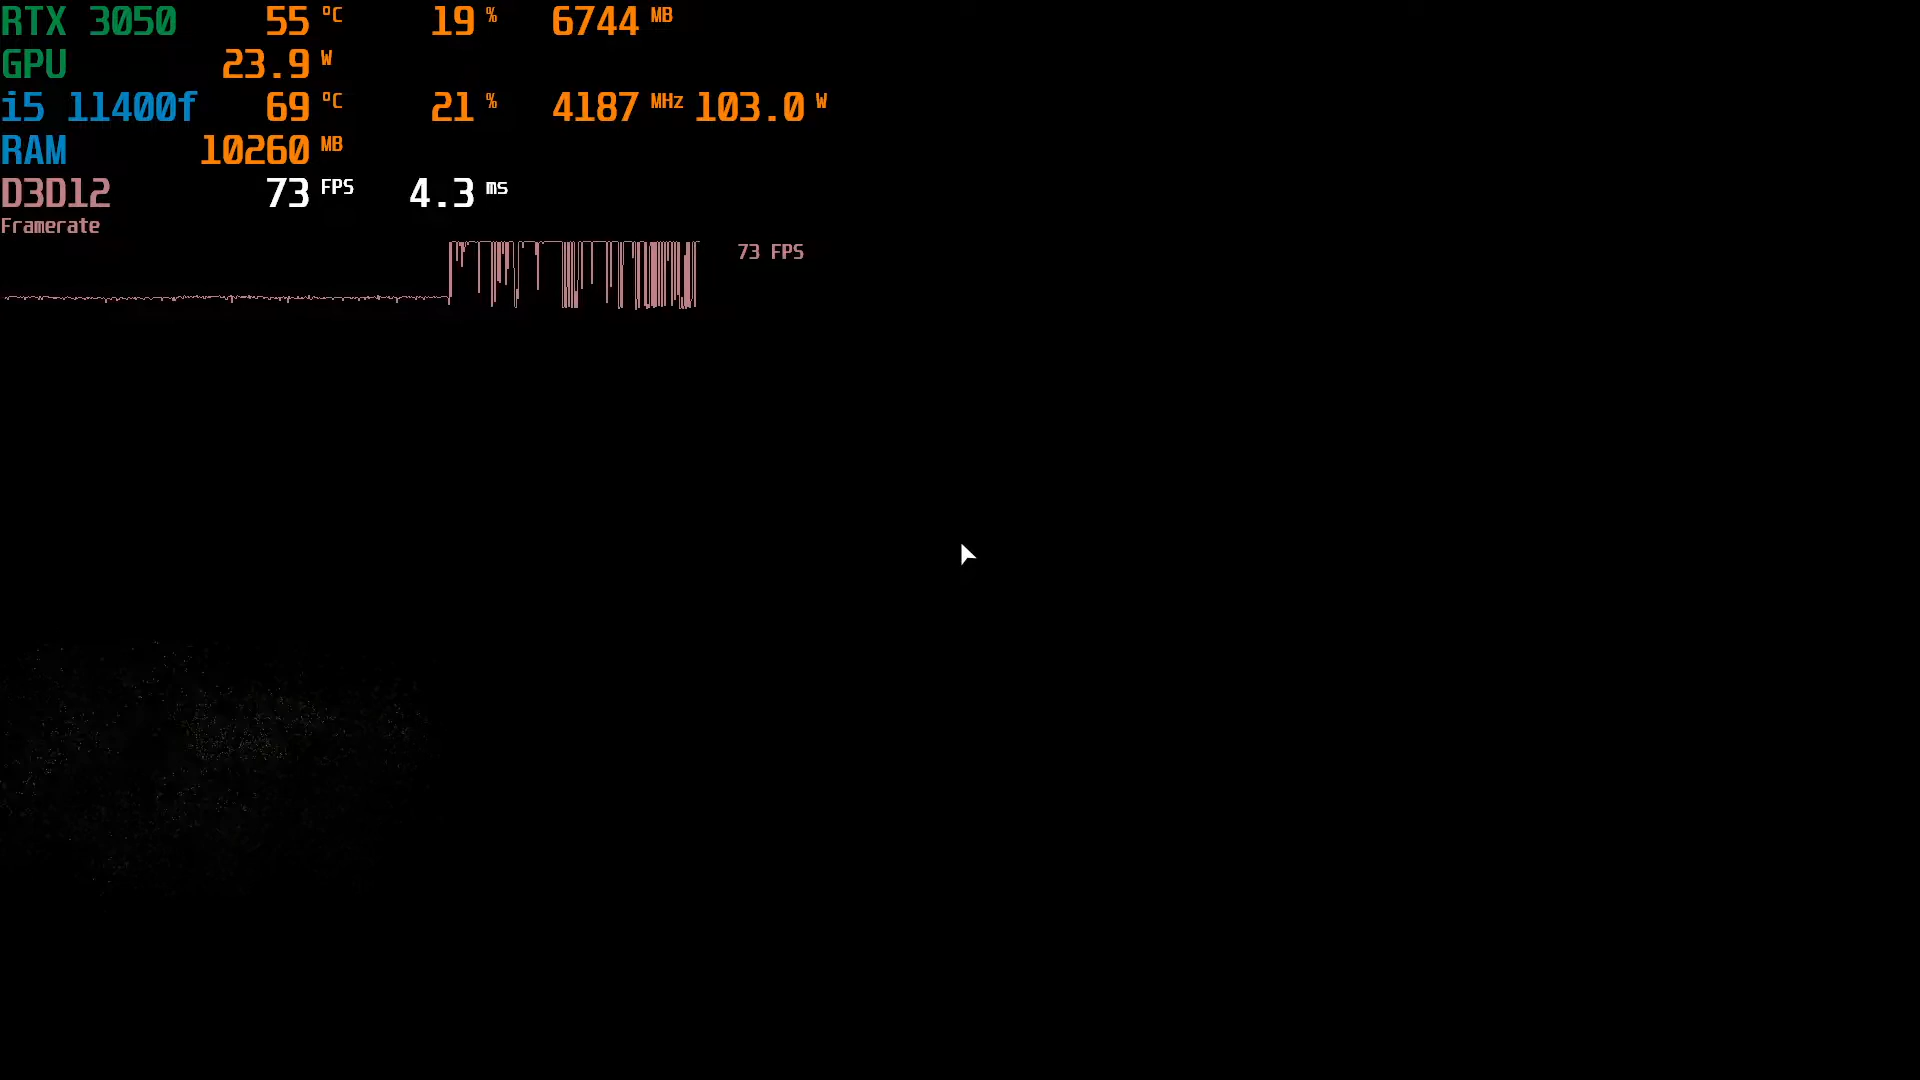 RTX 3050 55 °C 19 % 6744 MB
GPU 23.9 W
i5 11400f 69 °C 21 % 4187 MHz 103.0 W
RAM 10260 MB
D3D12 73 FPS 4.3 ms
Framerate
73 FPS